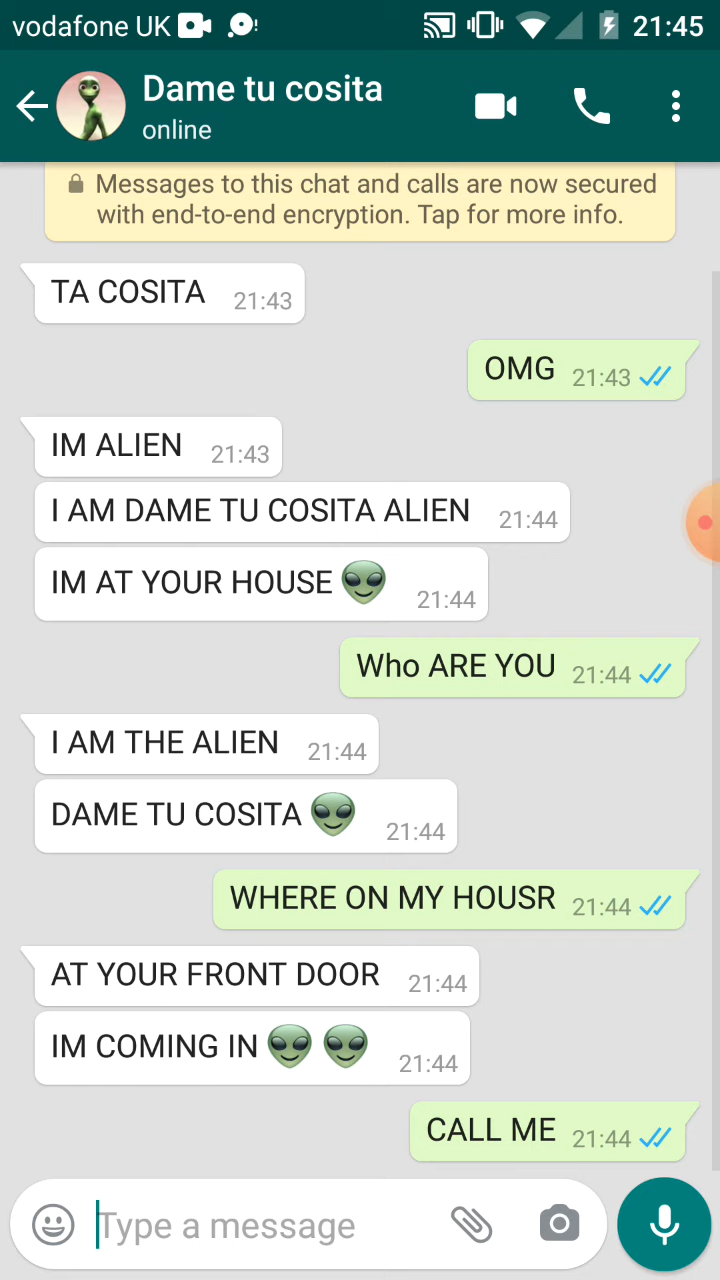 vodafone UK 21:45
Dame tu cosita
online
Messages to this chat and calls are now secured
with end-to-end encryption. Tap for more info.
TA COSITA 21:43
OMG 21:43
IM ALIEN 21:43
I AM DAME TU COSITA ALIEN 21:44
IM AT YOUR HOUSE 👽 21:44
Who ARE YOU 21:44
I AM THE ALIEN 21:44
DAME TU COSITA 👽 21:44
WHERE ON MY HOUSR 21:44
AT YOUR FRONT DOOR 21:44
IM COMING IN 👽 👽 21:44
CALL ME 21:44
Type a message